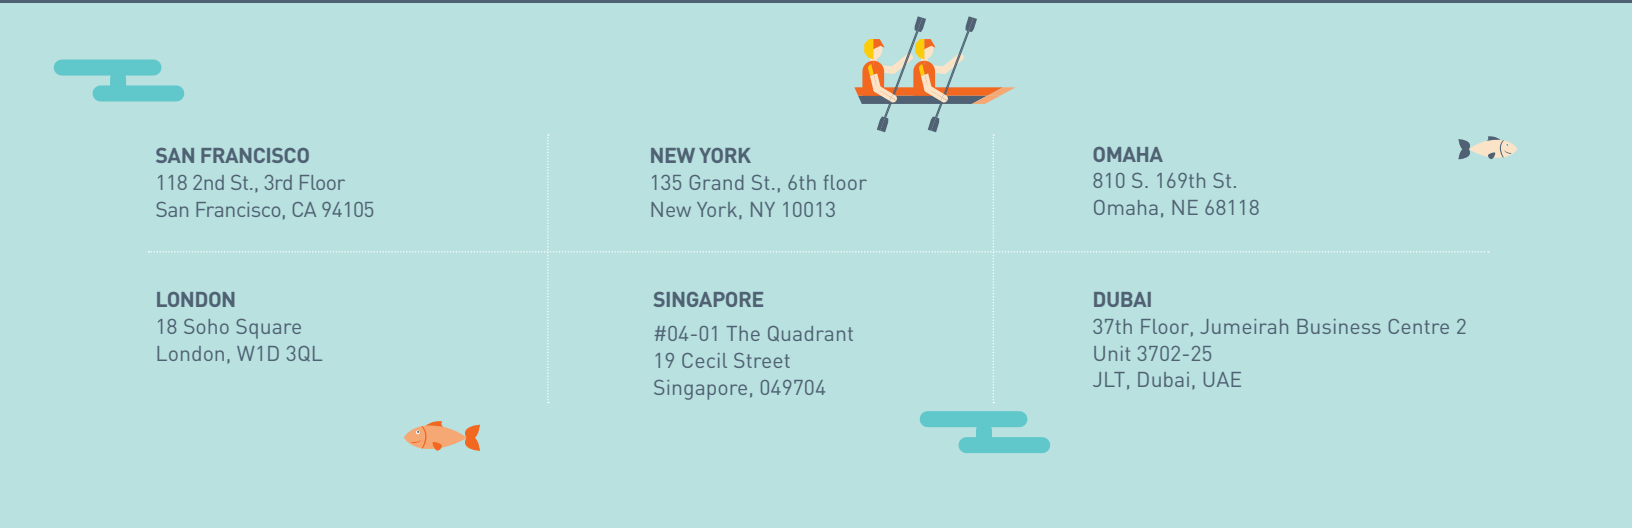 SAN FRANCISCO
118 2nd St., 3rd Floor
San Francisco, CA 94105
NEW YORK
135 Grand St., 6th floor
New York, NY 10013
OMAHA
810 S. 169th St.
Omaha, NE 68118
LONDON
18 Soho Square
London, W1D 3QL
SINGAPORE
#04-01 The Quadrant
19 Cecil Street
Singapore, 049704
DUBAI
37th Floor, Jumeirah Business Centre 2
Unit 3702-25
JLT, Dubai, UAE